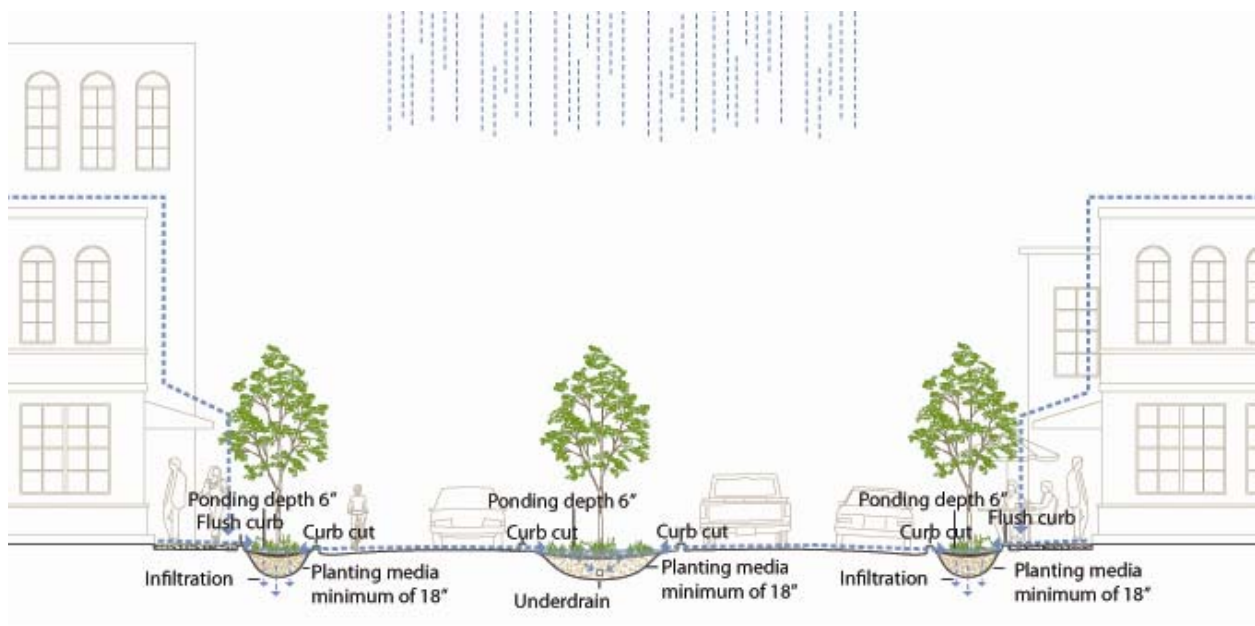 Ponding depth 6"
Flush curb
Curb cut
Infiltration
Planting media
minimum of 18"
Ponding depth 6"
Curb cut
Curb cut
Underdrain
Planting media
minimum of 18"
Ponding depth 6"
Flush curb
Curb cut
Infiltration
Planting media
minimum of 18"